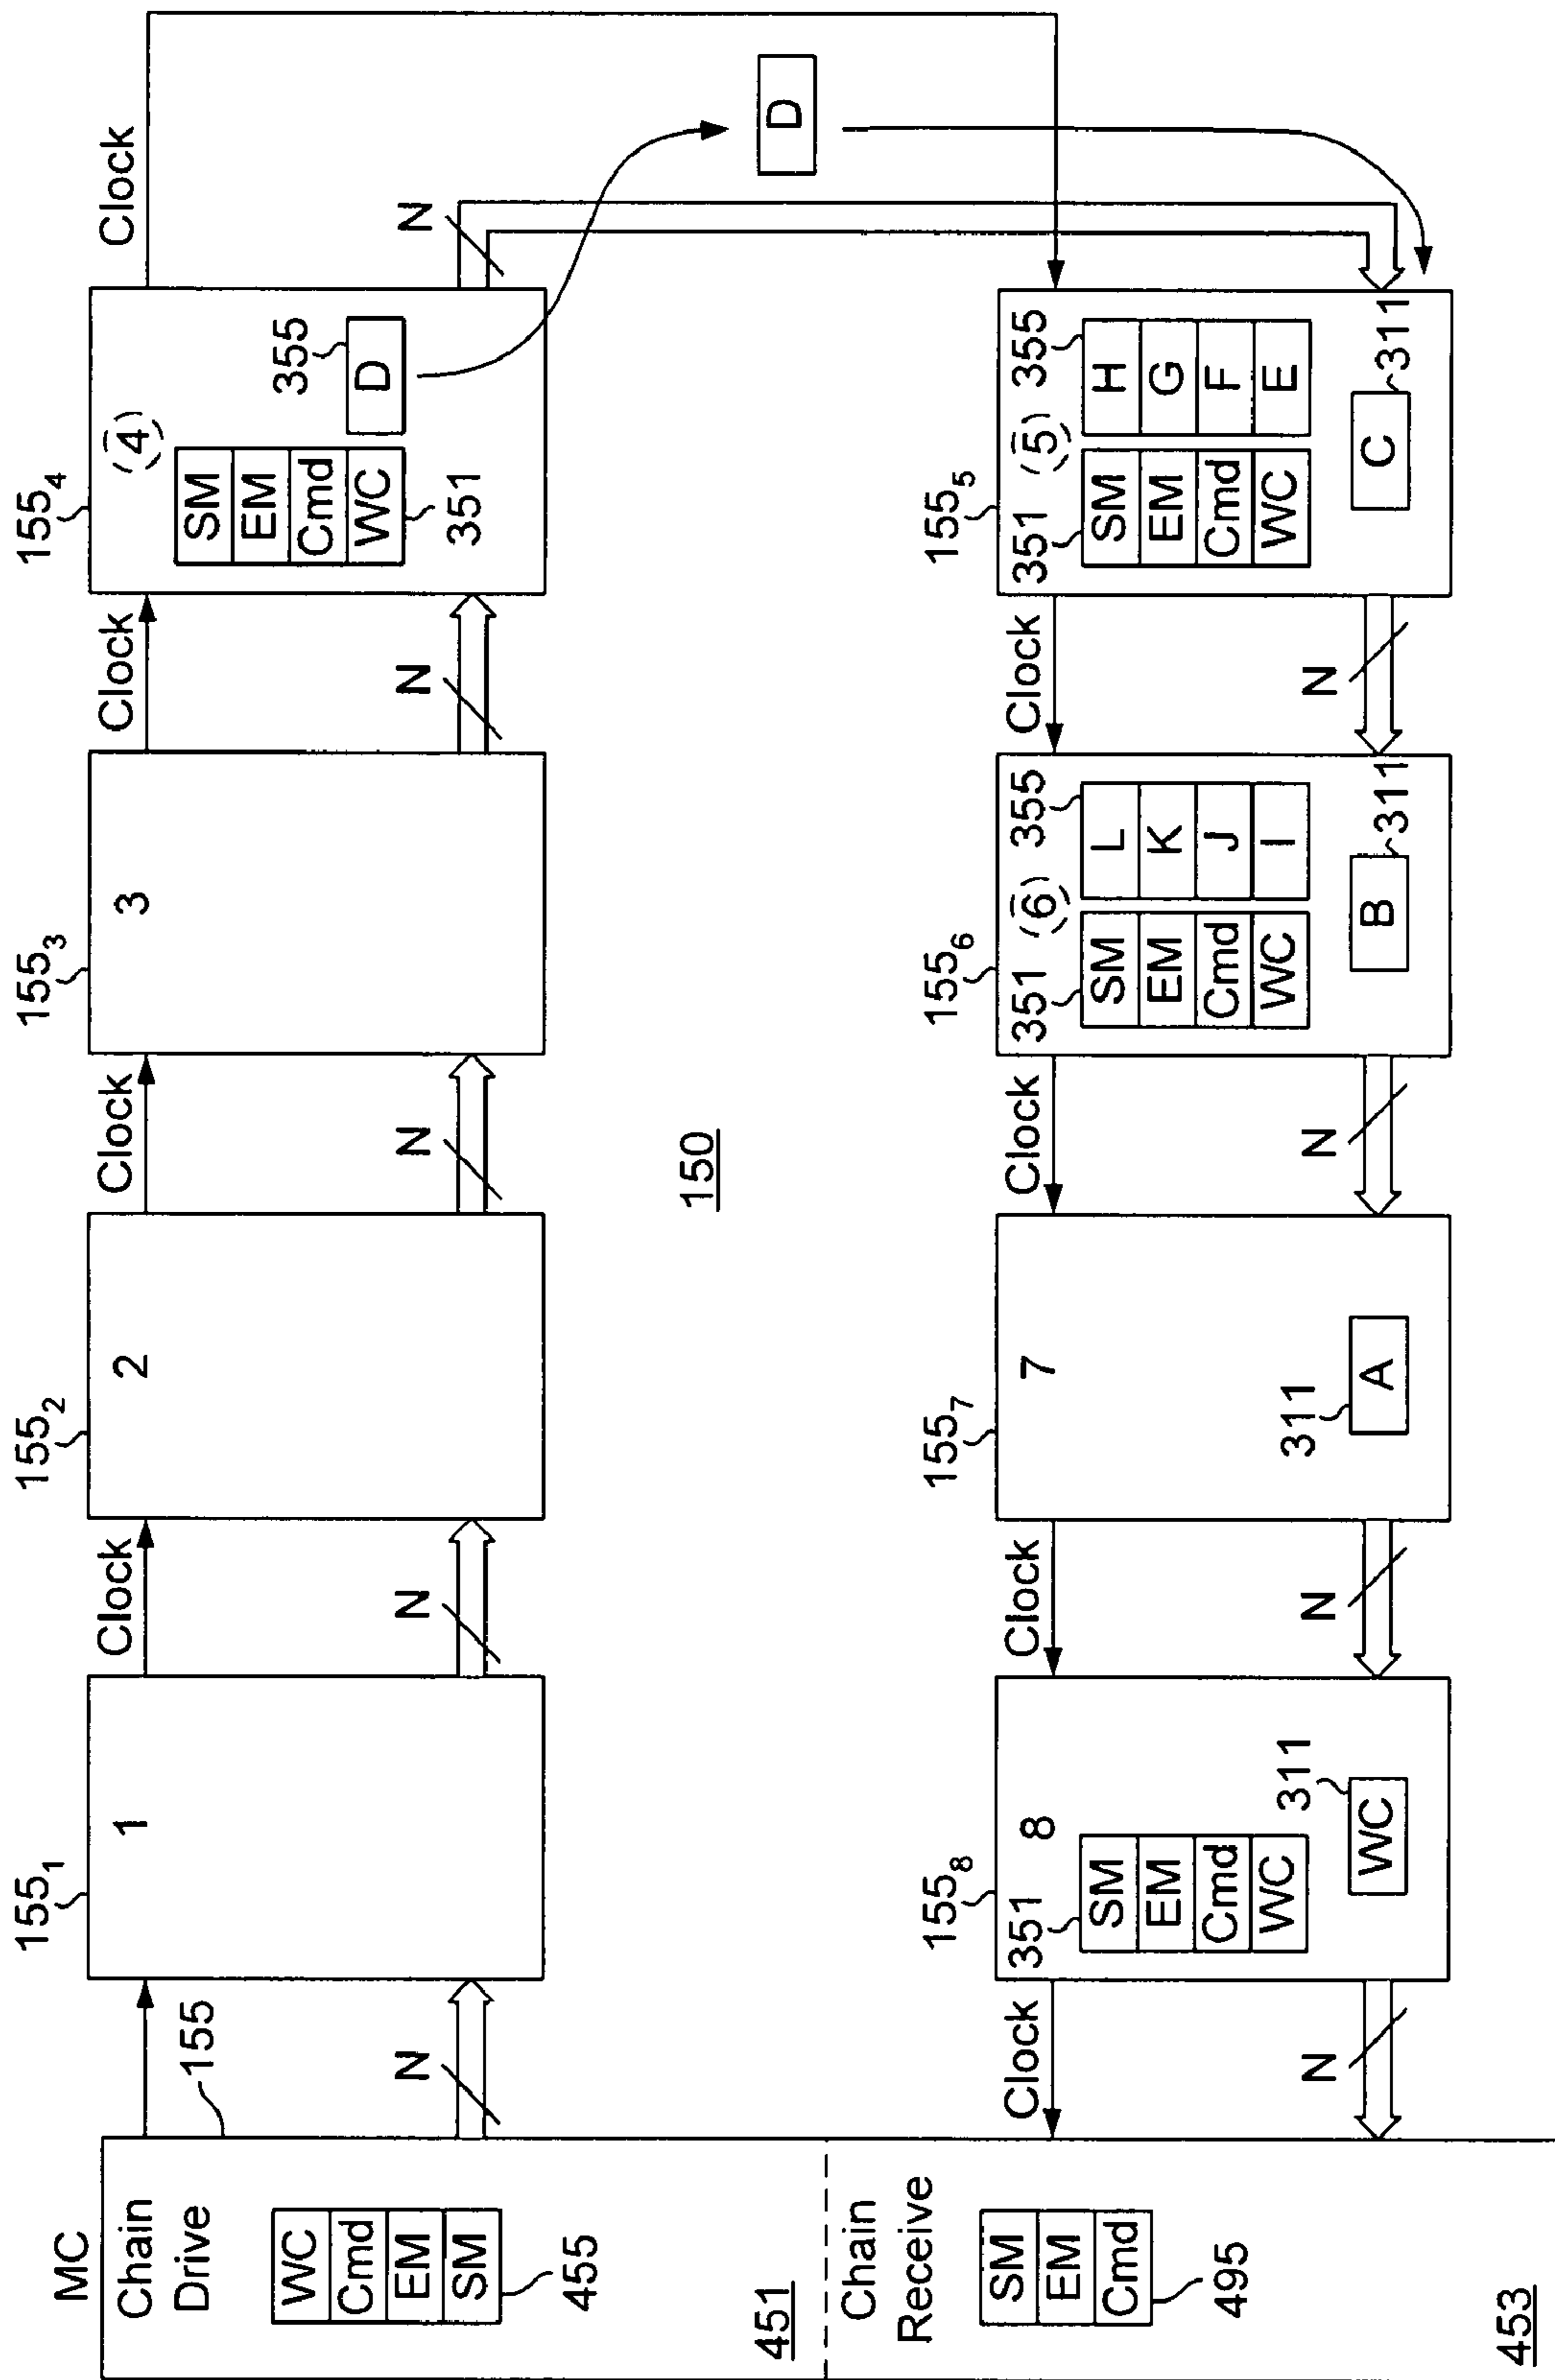 MC
Chain
Drive
WC
Cmd
EM
SM
455
451
155
N
155₁
1
Clock
N
155₂
2
Clock
N
155₃
3
Clock
N
155₄
(4)
SM
EM
Cmd
WC
351
355
D
Clock
N
D
150
Chain
Receive
SM
EM
Cmd
495
453
Clock
N
155₈
8
351
SM
EM
Cmd
WC
311
WC
Clock
N
155₇
7
311
A
Clock
N
155₆
(6)
351
SM
EM
Cmd
WC
355
L
K
J
I
B
311
Clock
N
155₅
(5)
351
SM
EM
Cmd
WC
355
H
G
F
E
C
311